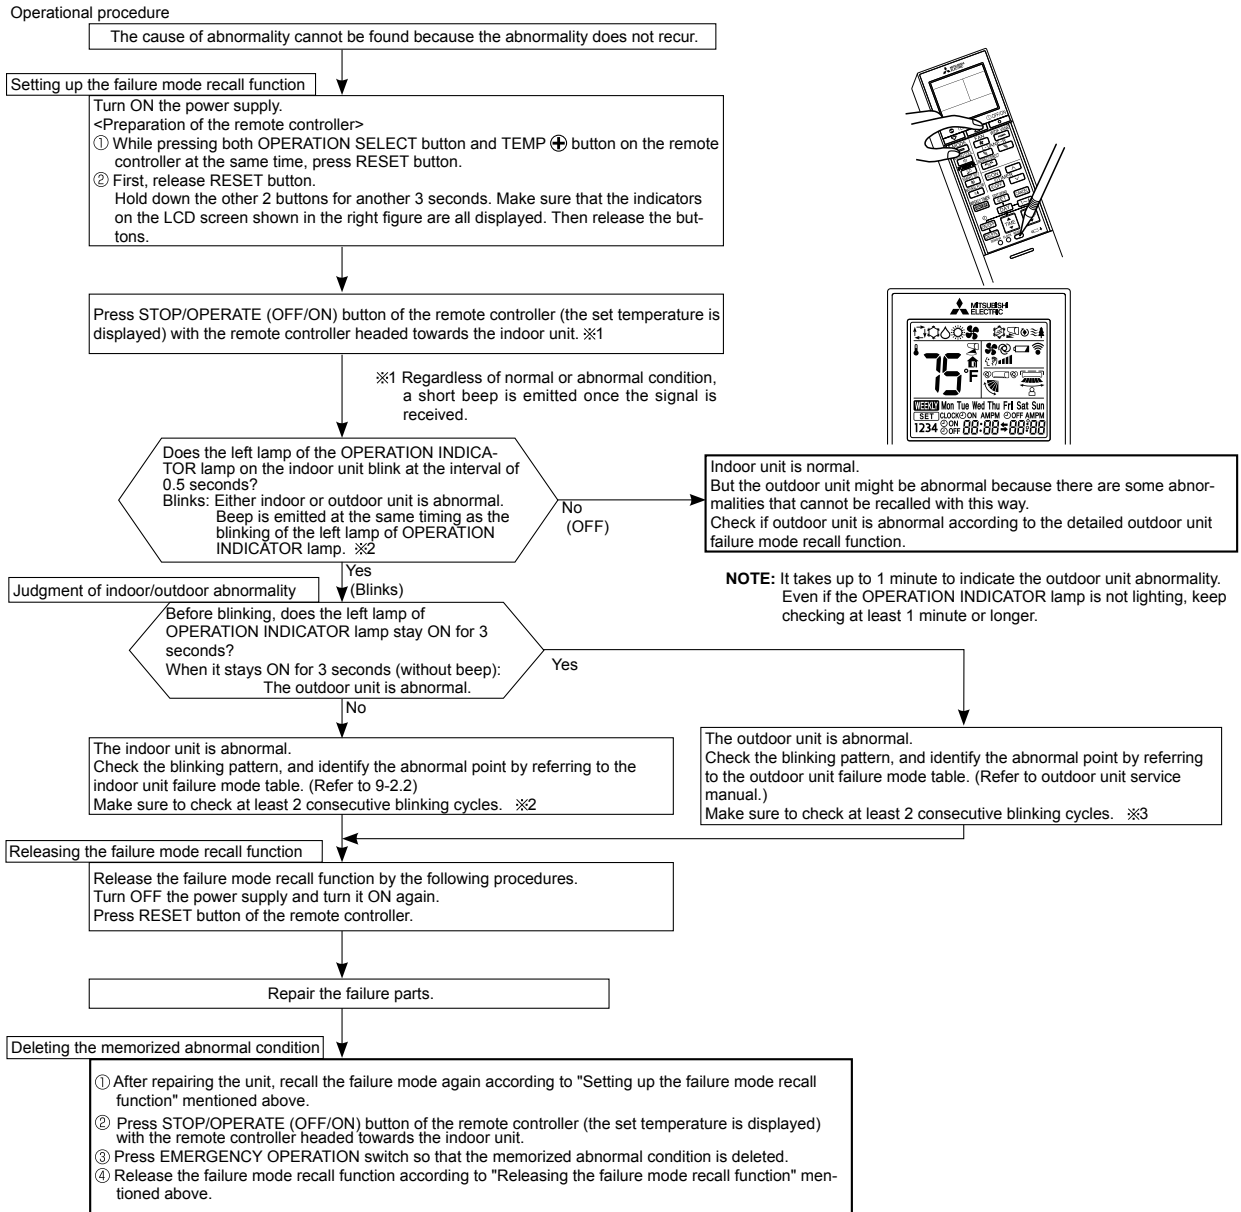 Operational procedure
The cause of abnormality cannot be found because the abnormality does not recur.
Setting up the failure mode recall function
Turn ON the power supply.
<Preparation of the remote controller>
① While pressing both OPERATION SELECT button and TEMP ⊕ button on the remote
controller at the same time, press RESET button.
② First, release RESET button.
Hold down the other 2 buttons for another 3 seconds. Make sure that the indicators
on the LCD screen shown in the right figure are all displayed. Then release the but-
tons.
MITSUBISHI
ELECTRIC
75°F
WEEKLY Mon Tue Wed Thu Fri Sat Sun
SET CLOCK ON AMPM OFF AMPM
1234 ON OFF 88:88 88:88
Press STOP/OPERATE (OFF/ON) button of the remote controller (the set temperature is
displayed) with the remote controller headed towards the indoor unit. ※1
※1 Regardless of normal or abnormal condition,
a short beep is emitted once the signal is
received.
Does the left lamp of the OPERATION INDICA-
TOR lamp on the indoor unit blink at the interval of
0.5 seconds?
Blinks: Either indoor or outdoor unit is abnormal.
Beep is emitted at the same timing as the
blinking of the left lamp of OPERATION
INDICATOR lamp. ※2
No
(OFF)
Indoor unit is normal.
But the outdoor unit might be abnormal because there are some abnor-
malities that cannot be recalled with this way.
Check if outdoor unit is abnormal according to the detailed outdoor unit
failure mode recall function.
NOTE: It takes up to 1 minute to indicate the outdoor unit abnormality.
Even if the OPERATION INDICATOR lamp is not lighting, keep
checking at least 1 minute or longer.
Yes
(Blinks)
Judgment of indoor/outdoor abnormality
Before blinking, does the left lamp of
OPERATION INDICATOR lamp stay ON for 3
seconds?
When it stays ON for 3 seconds (without beep):
The outdoor unit is abnormal.
Yes
No
The indoor unit is abnormal.
Check the blinking pattern, and identify the abnormal point by referring to the
indoor unit failure mode table. (Refer to 9-2.2)
Make sure to check at least 2 consecutive blinking cycles. ※2
The outdoor unit is abnormal.
Check the blinking pattern, and identify the abnormal point by referring
to the outdoor unit failure mode table. (Refer to outdoor unit service
manual.)
Make sure to check at least 2 consecutive blinking cycles. ※3
Releasing the failure mode recall function
Release the failure mode recall function by the following procedures.
Turn OFF the power supply and turn it ON again.
Press RESET button of the remote controller.
Repair the failure parts.
Deleting the memorized abnormal condition
① After repairing the unit, recall the failure mode again according to "Setting up the failure mode recall
function" mentioned above.
② Press STOP/OPERATE (OFF/ON) button of the remote controller (the set temperature is displayed)
with the remote controller headed towards the indoor unit.
③ Press EMERGENCY OPERATION switch so that the memorized abnormal condition is deleted.
④ Release the failure mode recall function according to "Releasing the failure mode recall function" men-
tioned above.